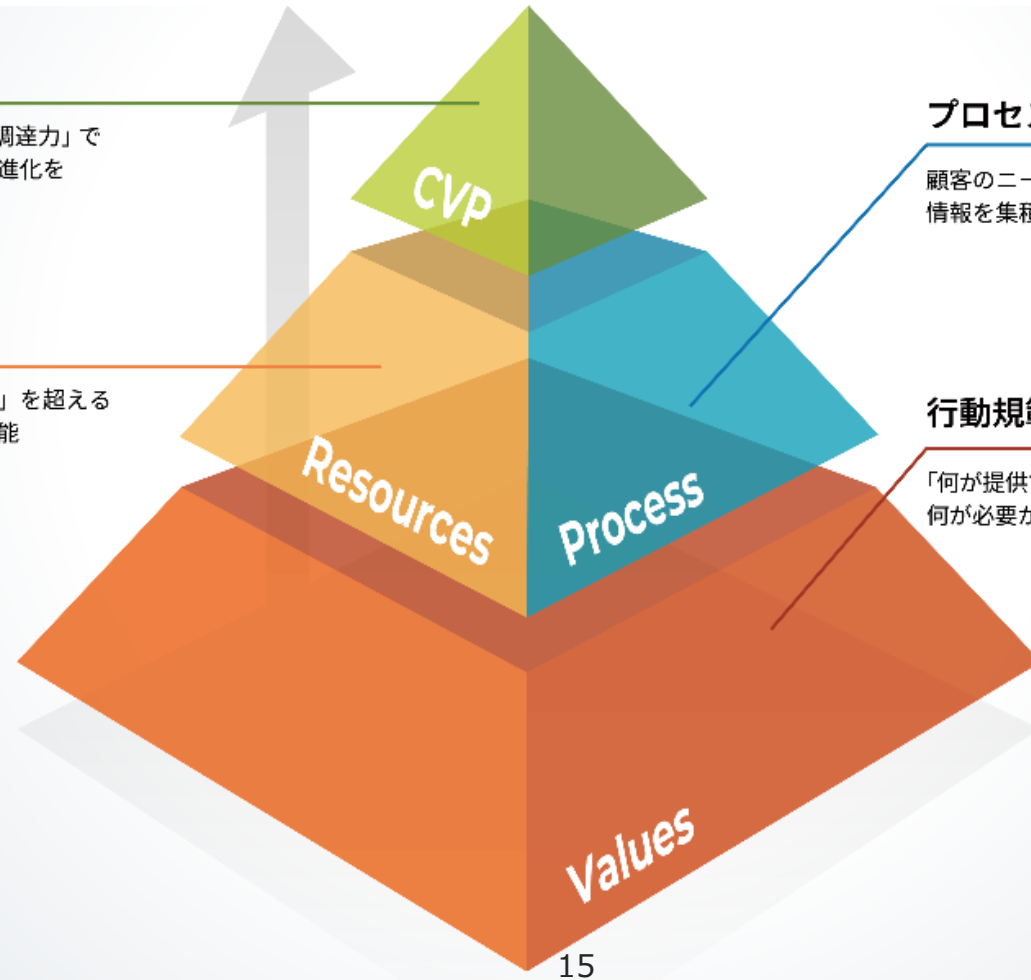 調達力」で
進化を
」を超える
能
CVP
Resources
Process
Values
プロセ
顧客のニー
情報を集積
行動規範
「何が提供
何が必要か
15